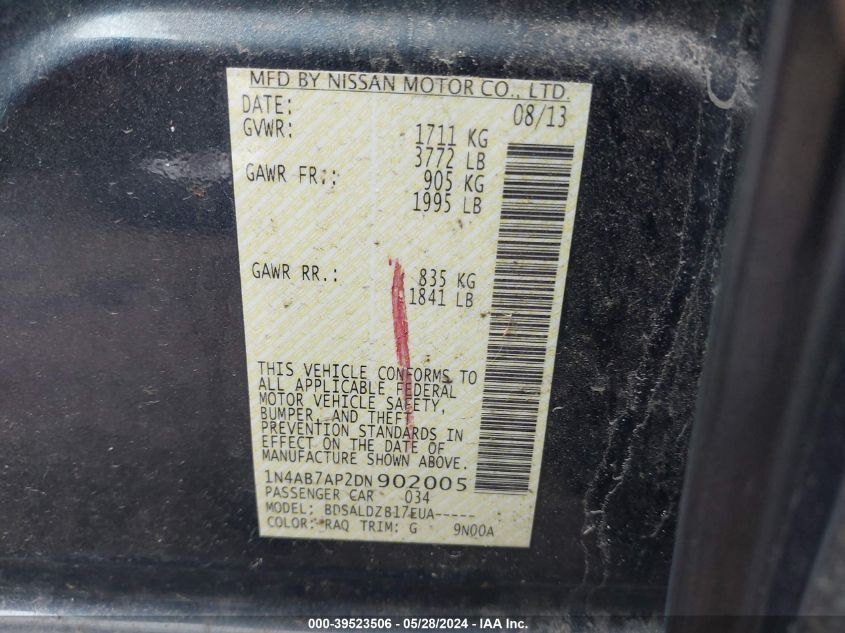 MFD BY NISSAN MOTOR CO., LTD.
DATE: 08/13
GVWR: 1711 KG
3772 LB
GAWR FR.: 905 KG
1995 LB
GAWR RR.: 835 KG
1841 LB
THIS VEHICLE CONFORMS TO
ALL APPLICABLE FEDERAL
MOTOR VEHICLE SAFETY,
BUMPER, AND THEFT
PREVENTION STANDARDS IN
EFFECT ON THE DATE OF
MANUFACTURE SHOWN ABOVE.
1N4AB7AP2DN902005
PASSENGER CAR 034
MODEL: BDSALDZB17EUA-----
COLOR: RAQ TRIM: G 9N00A
000-39523506 - 05/28/2024 - IAA Inc.